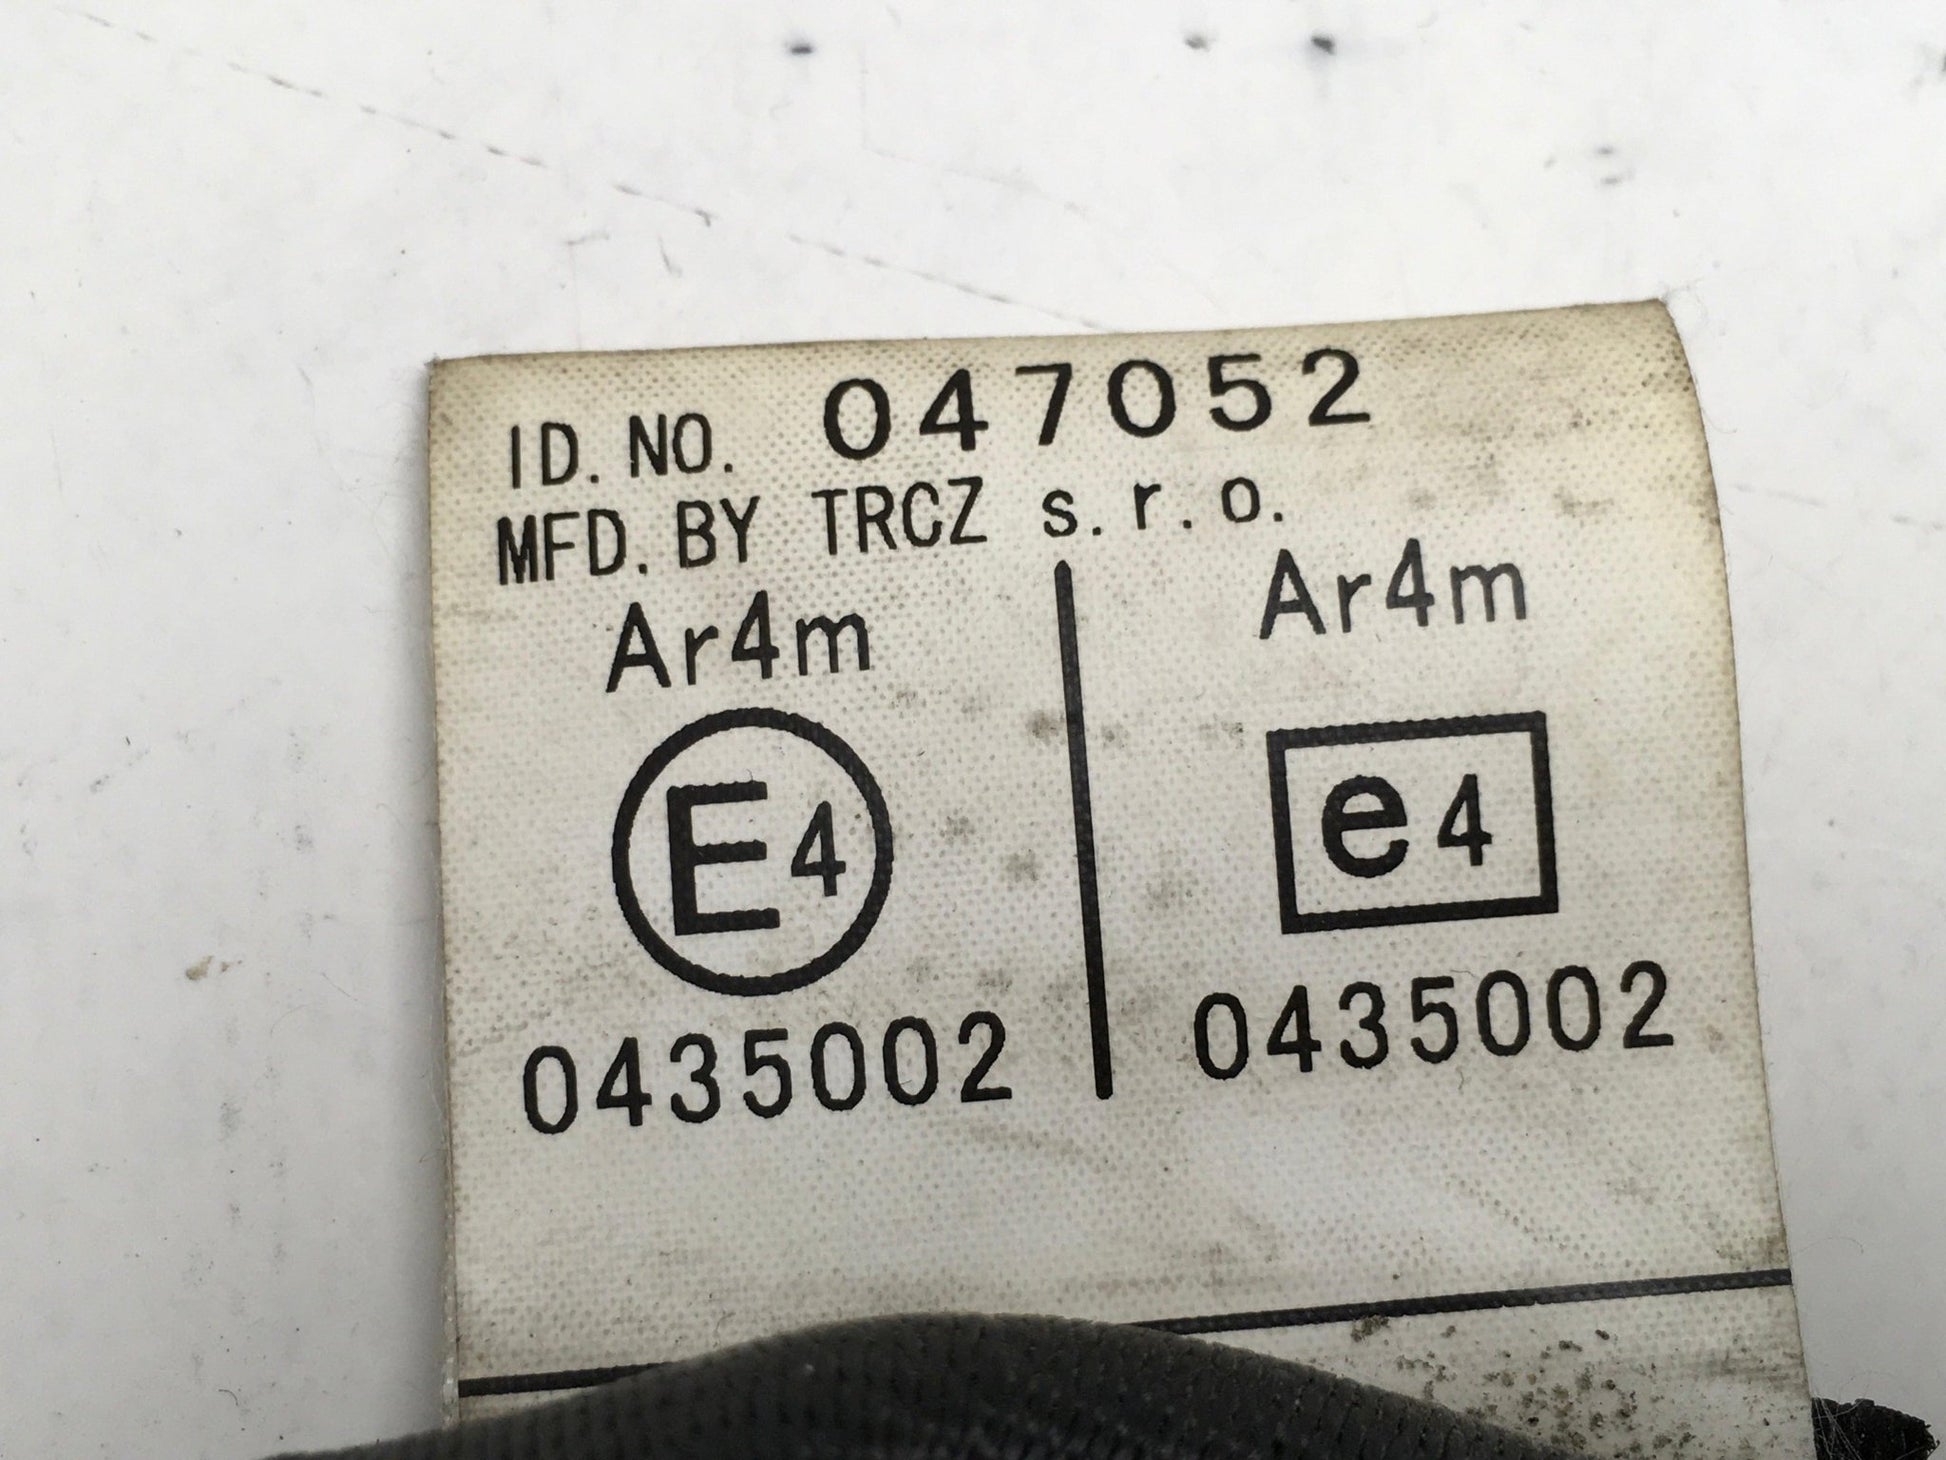 ID. NO. 047052
MFD. BY TRCZ s.r.o.
Ar4m
E4
0435002
Ar4m
e4
0435002